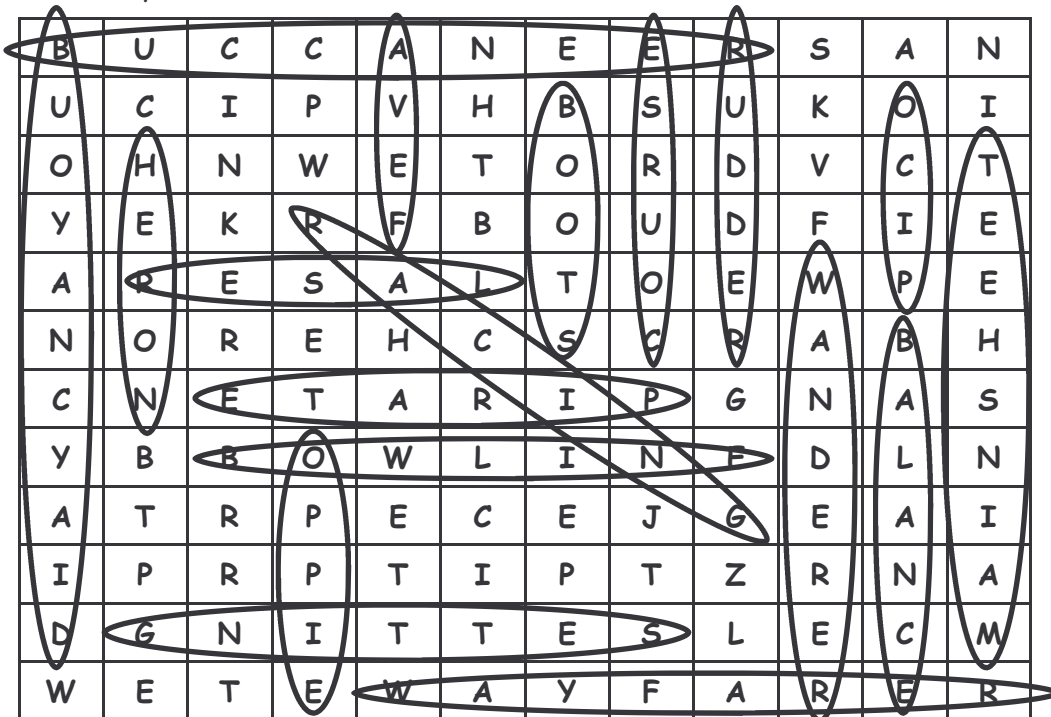 B U C C A N E E R S A N
U C I P V H B S U K O I
O H N W E T O R D V C T
Y E K R F B O U D F I E
A R E S A L T O E W P E
N O R E H C S C R A B H
C N E T A R I P G N A S
Y B B O W L I N F D L N
A T R P E C E J G E A I
I P R P T I P T Z R N A
D G N I T T E S L E C M
W E T E W A Y F A R E R